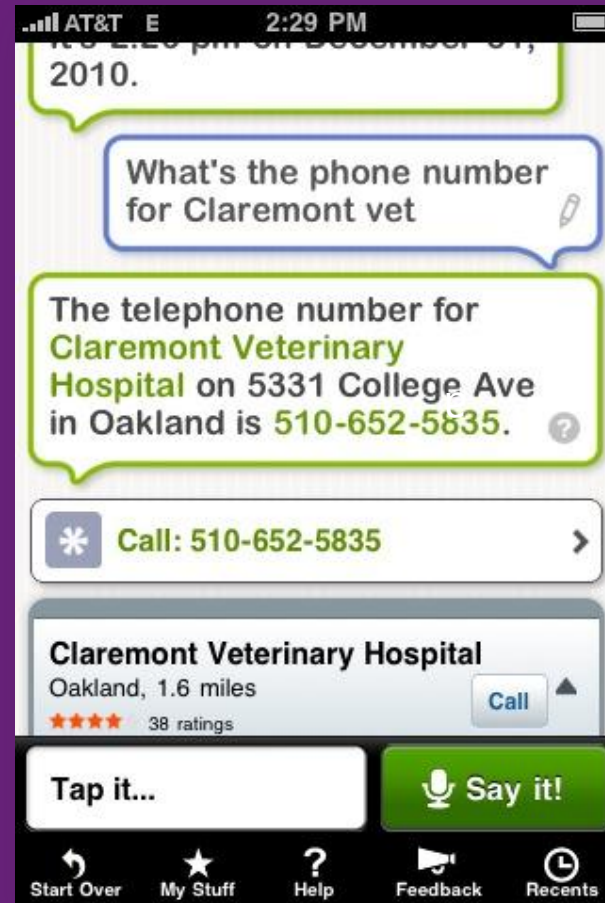 AT&T E 2:29 PM
2010.
What's the phone number
for Claremont vet
The telephone number for
Claremont Veterinary
Hospital on 5331 College Ave
in Oakland is 510-652-5835.
?
Call: 510-652-5835
Claremont Veterinary Hospital
Oakland, 1.6 miles
Call
38 ratings
Tap it...
Say it!
?
Start Over My Stuff Help Feedback Recents